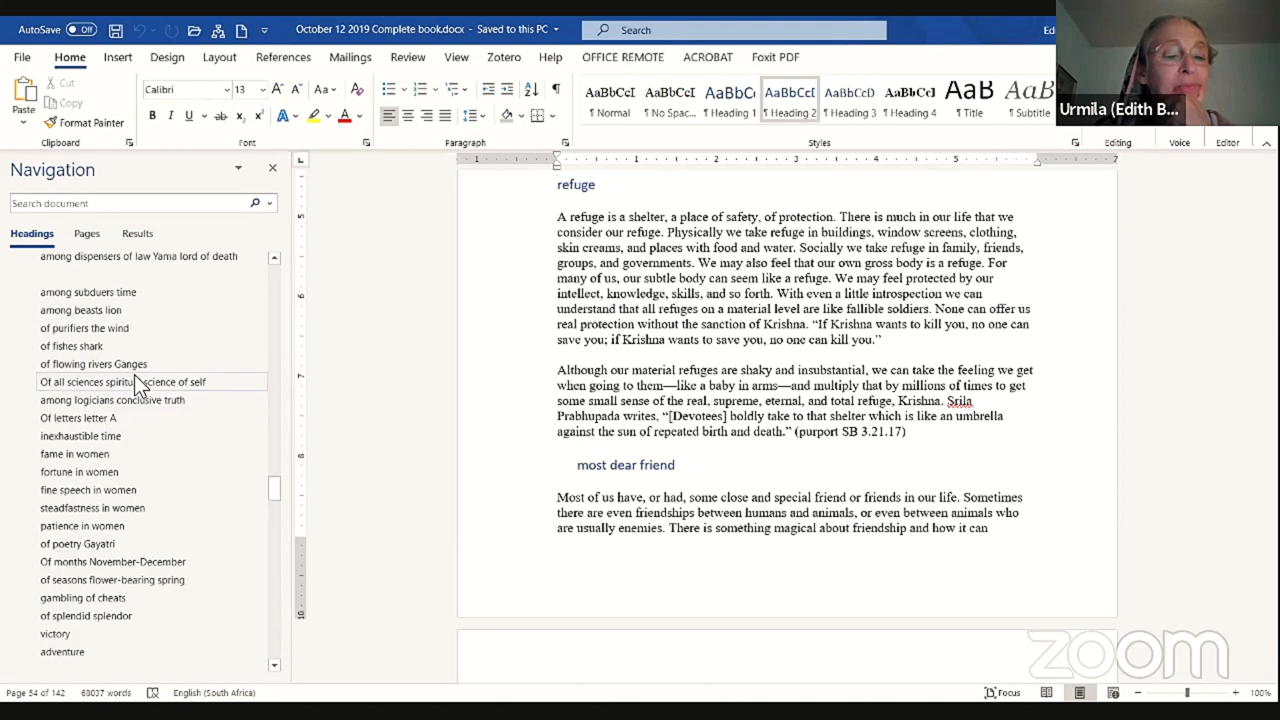 AutoSave Off October 12 2019 Complete book.docx - Saved to this PC Search Ed
File Home Insert Design Layout References Mailings Review View Zotero Help OFFICE REMOTE ACROBAT Foxit PDF
Cut
Copy
Paste Format Painter
Calibri 13
AaBbCcI AaBbCcI AaBbC AaBbCcI AaBbCcD AaBbCcI AaB AaBbC
¶ Normal ¶ No Spac... ¶ Heading 1 ¶ Heading 2 ¶ Heading 3 ¶ Heading 4 ¶ Title ¶ Subtitle
Clipboard Font Paragraph Styles Editing Voice Editor
Urmila (Edith B...
Navigation
Search document
Headings Pages Results
among dispensers of law Yama lord of death
among subduers time
among beasts lion
of purifiers the wind
of fishes shark
of flowing rivers Ganges
Of all sciences spiritual science of self
among logicians conclusive truth
Of letters letter A
inexhaustible time
fame in women
fortune in women
fine speech in women
steadfastness in women
patience in women
of poetry Gayatri
Of months November-December
of seasons flower-bearing spring
gambling of cheats
of splendid splendor
victory
adventure
refuge
A refuge is a shelter, a place of safety, of protection. There is much in our life that we
consider our refuge. Physically we take refuge in buildings, window screens, clothing,
skin creams, and places with food and water. Socially we take refuge in family, friends,
groups, and governments. We may also feel that our own gross body is a refuge. For
many of us, our subtle body can seem like a refuge. We may feel protected by our
intellect, knowledge, skills, and so forth. With even a little introspection we can
understand that all refuges on a material level are like fallible soldiers. None can offer us
real protection without the sanction of Krishna. “If Krishna wants to kill you, no one can
save you; if Krishna wants to save you, no one can kill you.”
Although our material refuges are shaky and insubstantial, we can take the feeling we get
when going to them—like a baby in arms—and multiply that by millions of times to get
some small sense of the real, supreme, eternal, and total refuge, Krishna. Srila
Prabhupada writes, “[Devotees] boldly take to that shelter which is like an umbrella
against the sun of repeated birth and death.” (purport SB 3.21.17)
most dear friend
Most of us have, or had, some close and special friend or friends in our life. Sometimes
there are even friendships between humans and animals, or even between animals who
are usually enemies. There is something magical about friendship and how it can
zoom
Page 54 of 142 68037 words English (South Africa) Focus 100%